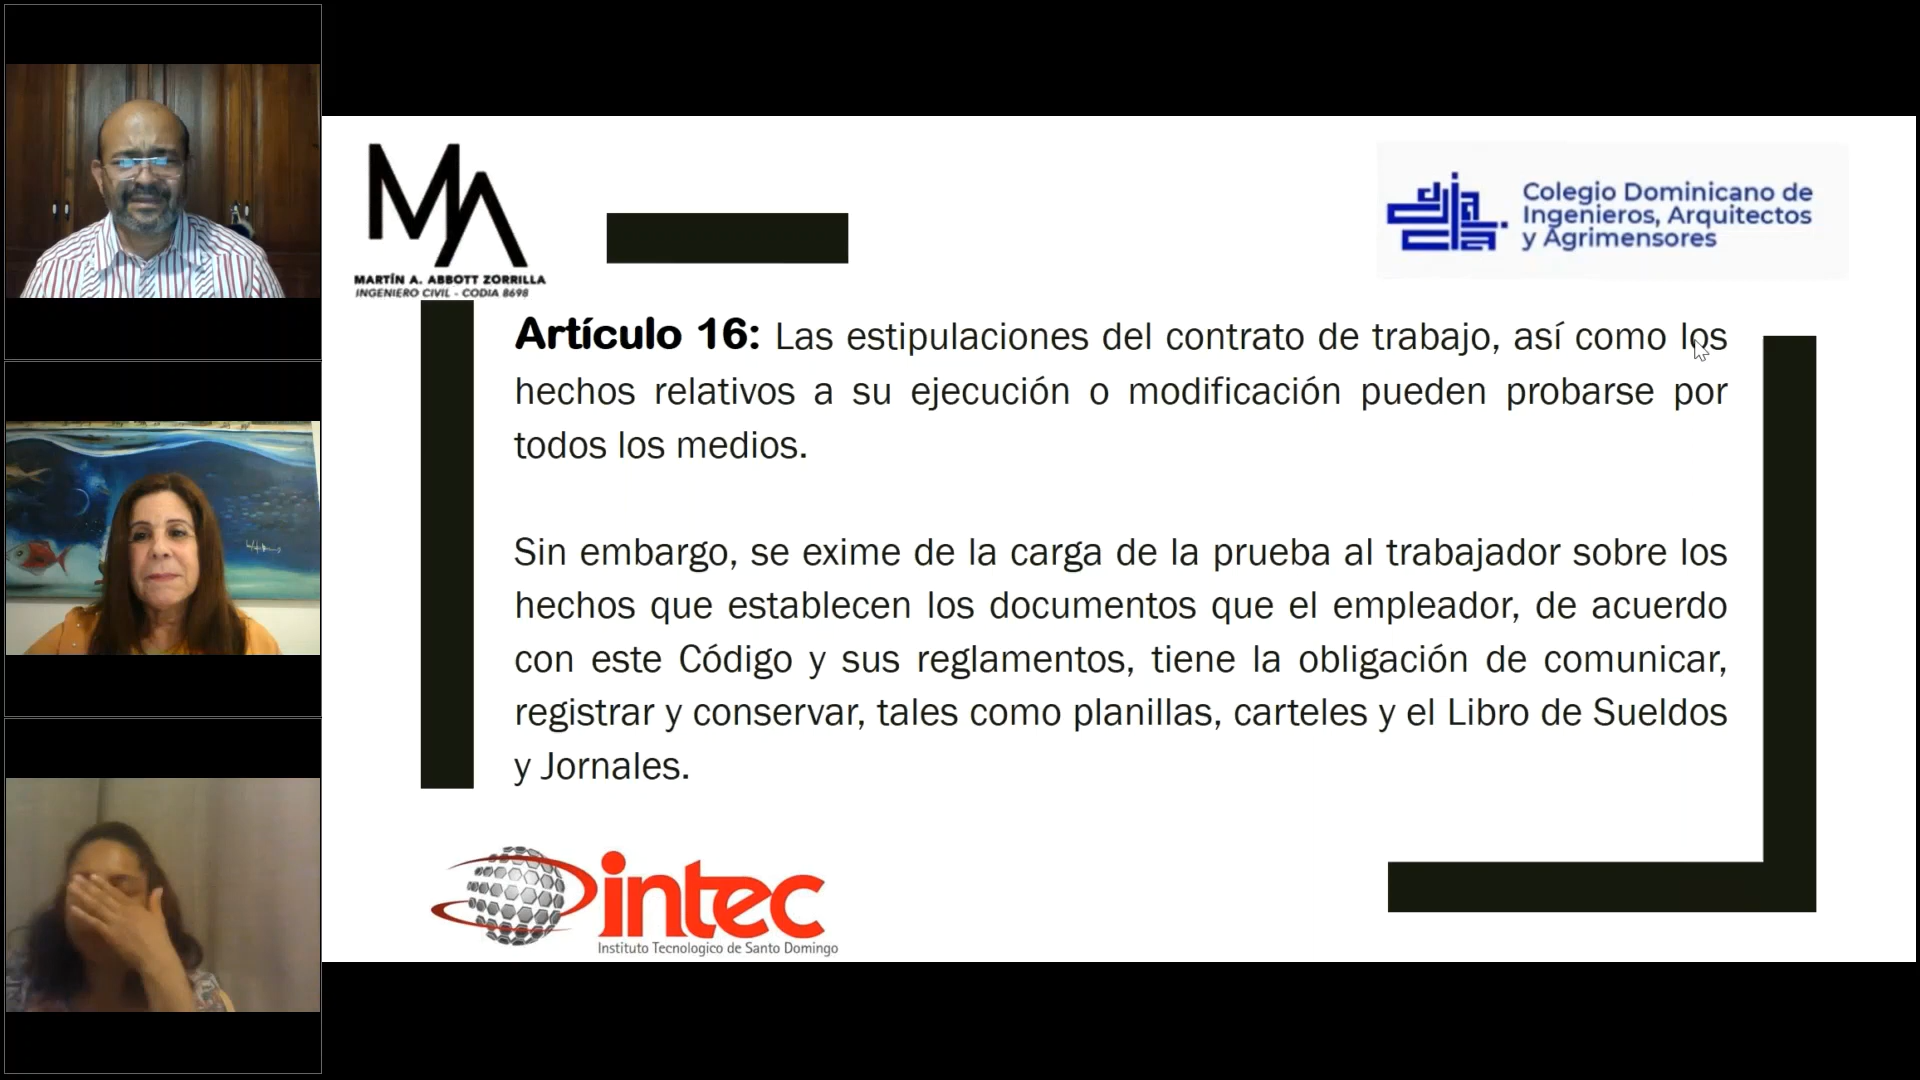 MARTÍN A. ABBOTT ZORRILLA
INGENIERO CIVIL - CODIA 8698
Colegio Dominicano de
Ingenieros, Arquitectos
y Agrimensores
Artículo 16: Las estipulaciones del contrato de trabajo, así como los
hechos relativos a su ejecución o modificación pueden probarse por
todos los medios.
Sin embargo, se exime de la carga de la prueba al trabajador sobre los
hechos que establecen los documentos que el empleador, de acuerdo
con este Código y sus reglamentos, tiene la obligación de comunicar,
registrar y conservar, tales como planillas, carteles y el Libro de Sueldos
y Jornales.
intec
Instituto Tecnologico de Santo Domingo